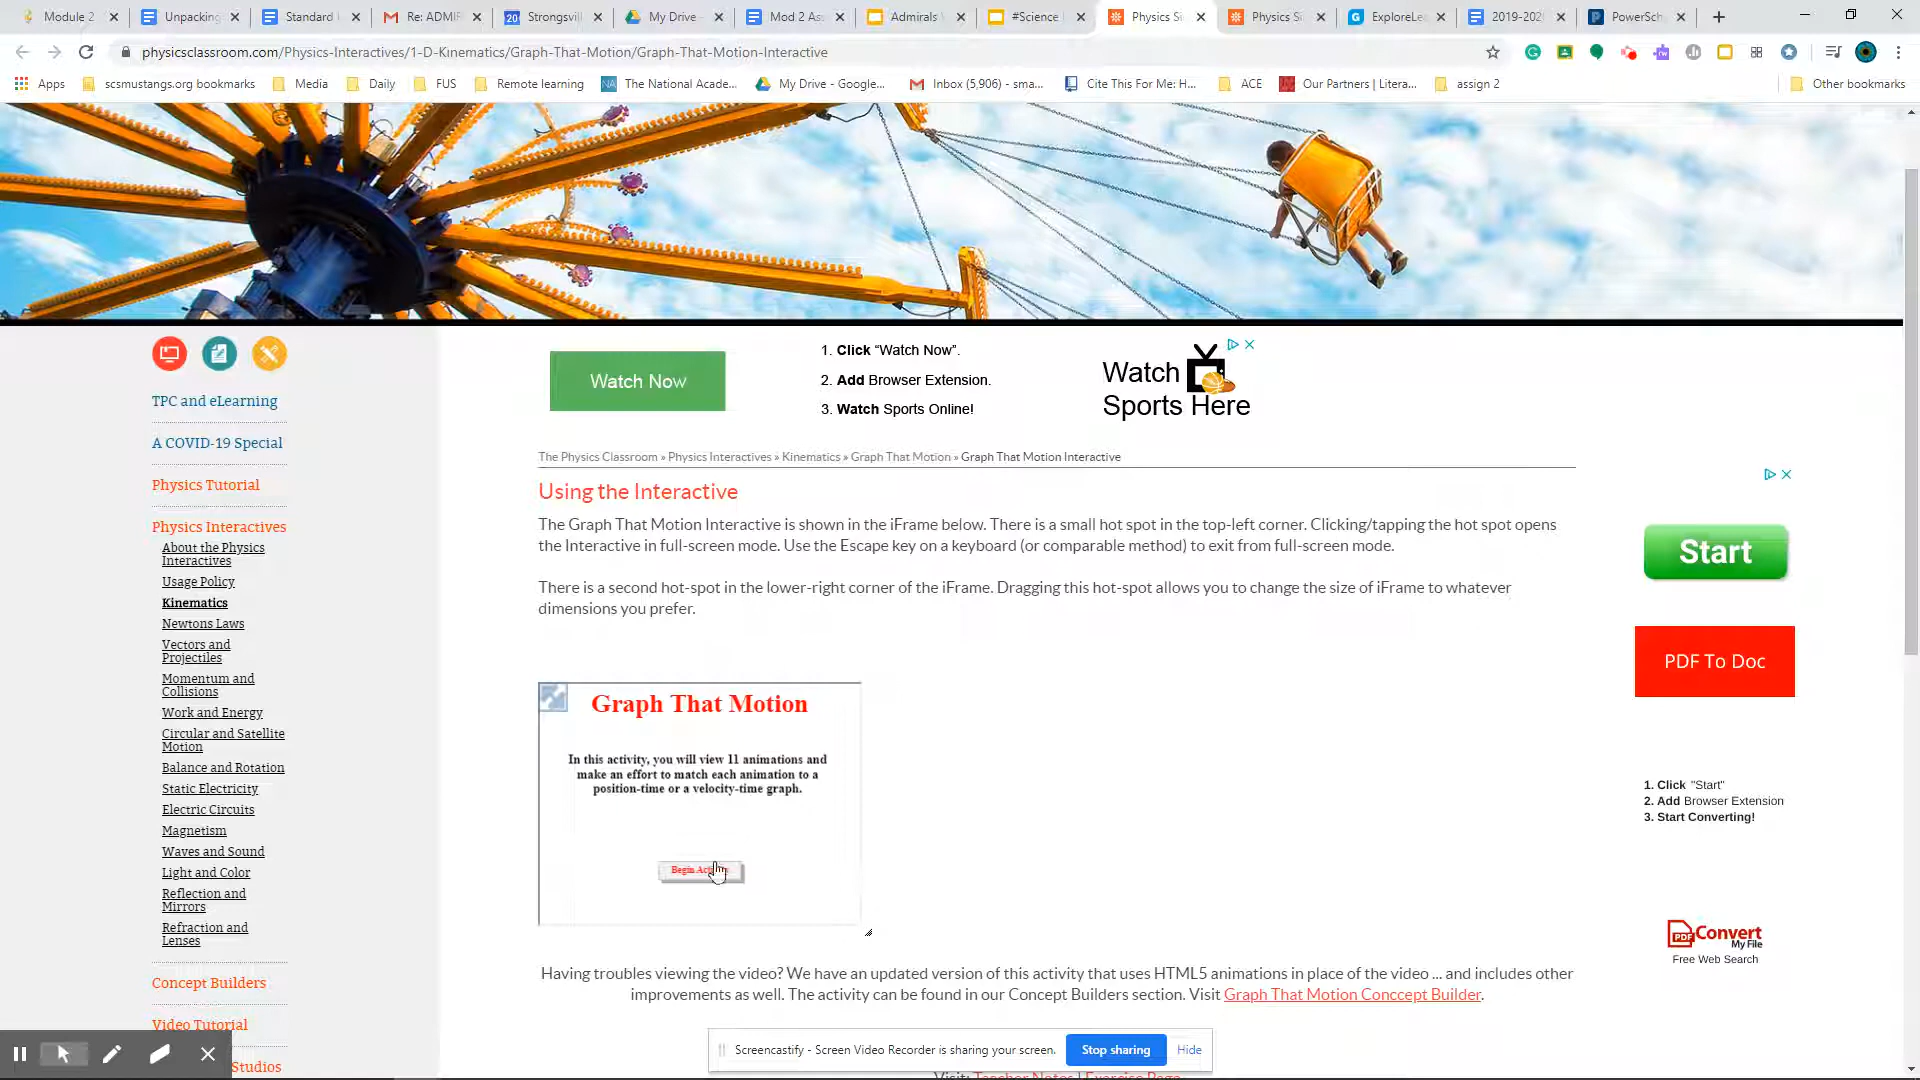 Module 2
Unpacking
Standard
Re: ADMI
20
Strongsvi
My Drive
Mod 2 As
Admirals
#Science
Physics S
Physics S
ExploreLe
2019-202
PowerSch
physicsclassroom.com/Physics-Interactives/1-D-Kinematics/Graph-That-Motion/Graph-That-Motion-Interactive
Apps
scsmustangs.org bookmarks
Media
Daily
FUS
Remote learning
NA
The National Acade...
My Drive - Google...
Inbox (5,906) - sma...
Cite This For Me: H...
ACE
Our Partners | Litera...
assign 2
Other bookmarks
TPC and eLearning
A COVID-19 Special
Physics Tutorial
Physics Interactives
About the Physics
Interactives
Usage Policy
Kinematics
Newtons Laws
Vectors and
Projectiles
Momentum and
Collisions
Work and Energy
Circular and Satellite
Motion
Balance and Rotation
Static Electricity
Electric Circuits
Magnetism
Waves and Sound
Light and Color
Reflection and
Mirrors
Refraction and
Lenses
Concept Builders
Video Tutorial
Studios
Watch Now
1. Click “Watch Now”.
2. Add Browser Extension.
3. Watch Sports Online!
Watch
Sports Here
The Physics Classroom » Physics Interactives » Kinematics » Graph That Motion » Graph That Motion Interactive
Using the Interactive
The Graph That Motion Interactive is shown in the iFrame below. There is a small hot spot in the top-left corner. Clicking/tapping the hot spot opens
the Interactive in full-screen mode. Use the Escape key on a keyboard (or comparable method) to exit from full-screen mode.
There is a second hot-spot in the lower-right corner of the iFrame. Dragging this hot-spot allows you to change the size of iFrame to whatever
dimensions you prefer.
Graph That Motion
In this activity, you will view 11 animations and
make an effort to match each animation to a
position-time or a velocity-time graph.
Begin Act
Having troubles viewing the video? We have an updated version of this activity that uses HTML5 animations in place of the video ... and includes other
improvements as well. The activity can be found in our Concept Builders section. Visit Graph That Motion Conccept Builder.
Screencastify - Screen Video Recorder is sharing your screen.
Stop sharing
Hide
Visit: Teacher Notes | Exercise Page
Start
PDF To Doc
1. Click "Start"
2. Add Browser Extension
3. Start Converting!
PDF Convert
My File
Free Web Search